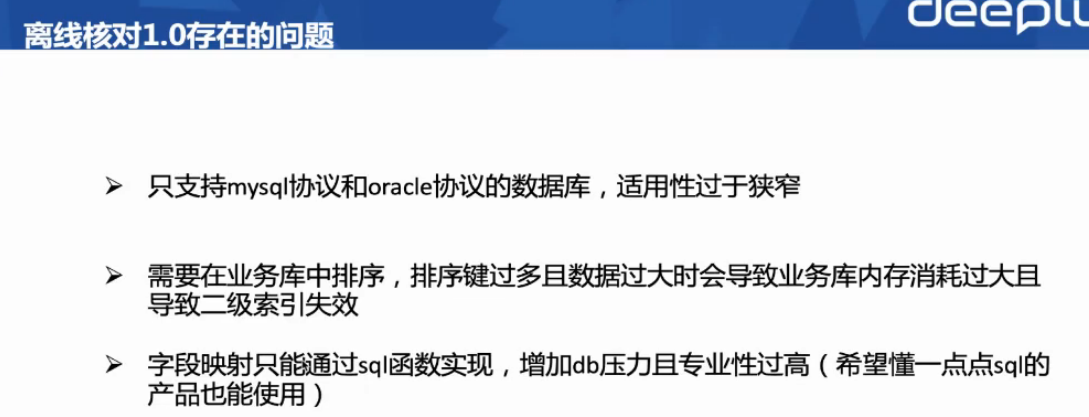 离线核对1.0存在的问题
➢ 只支持mysql协议和oracle协议的数据库，适用性过于狭窄
➢ 需要在业务库中排序，排序键过多且数据过大时会导致业务库内存消耗过大且
导致二级索引失效
➢ 字段映射只能通过sql函数实现，增加db压力且专业性过高（希望懂一点点sql的
产品也能使用）